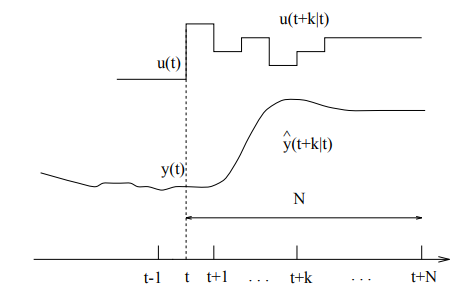 u(t+k|t)
u(t)
ŷ(t+k|t)
y(t)
N
t-1 t t+1 . . . t+k . . . t+N